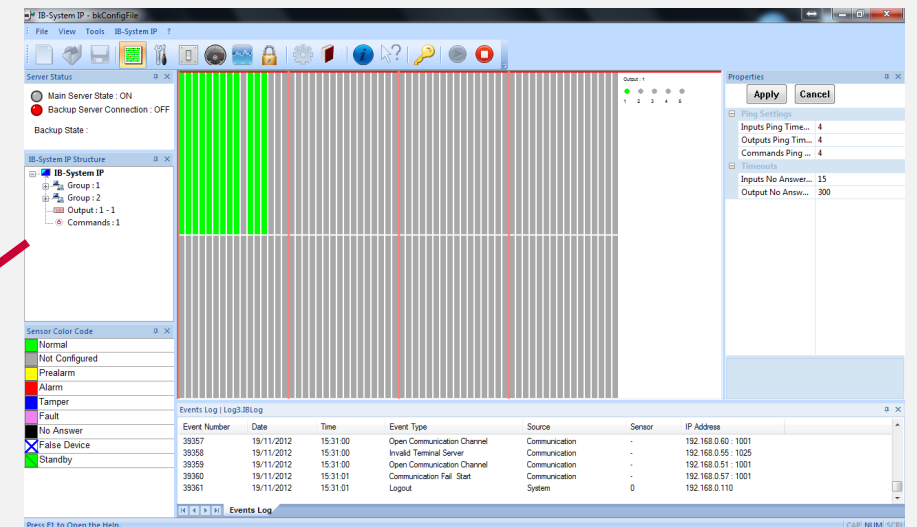 IB-System IP - bkConfigFile
File View Tools IB-System IP ?
Server Status
Main Server State : ON
Backup Server Connection : OFF
Backup State :
IB-System IP Structure
IB-System IP
Group : 1
Group : 2
Output : 1 - 1
Commands : 1
Sensor Color Code
Normal
Not Configured
Prealarm
Alarm
Tamper
Fault
No Answer
False Device
Standby
Output : 1
1 2 3 4 5
Properties
Apply Cancel
Ping Settings
Inputs Ping Time... 4
Outputs Ping Tim... 4
Commands Ping ... 4
Timeouts
Inputs No Answer... 15
Output No Answ... 300
Events Log | Log3.IBLog
Event Number Date Time Event Type Source Sensor IP Address
39357 19/11/2012 15:31:00 Open Communication Channel Communication - 192.168.0.60 : 1001
39358 19/11/2012 15:31:00 Invalid Terminal Server Communication - 192.168.0.55 : 1025
39359 19/11/2012 15:31:00 Open Communication Channel Communication - 192.168.0.51 : 1001
39360 19/11/2012 15:31:01 Communication Fail Start Communication - 192.168.0.57 : 1001
39361 19/11/2012 15:31:01 Logout System 0 192.168.0.110
Events Log
Press F1 to Open the Help. CAP NUM SCRL